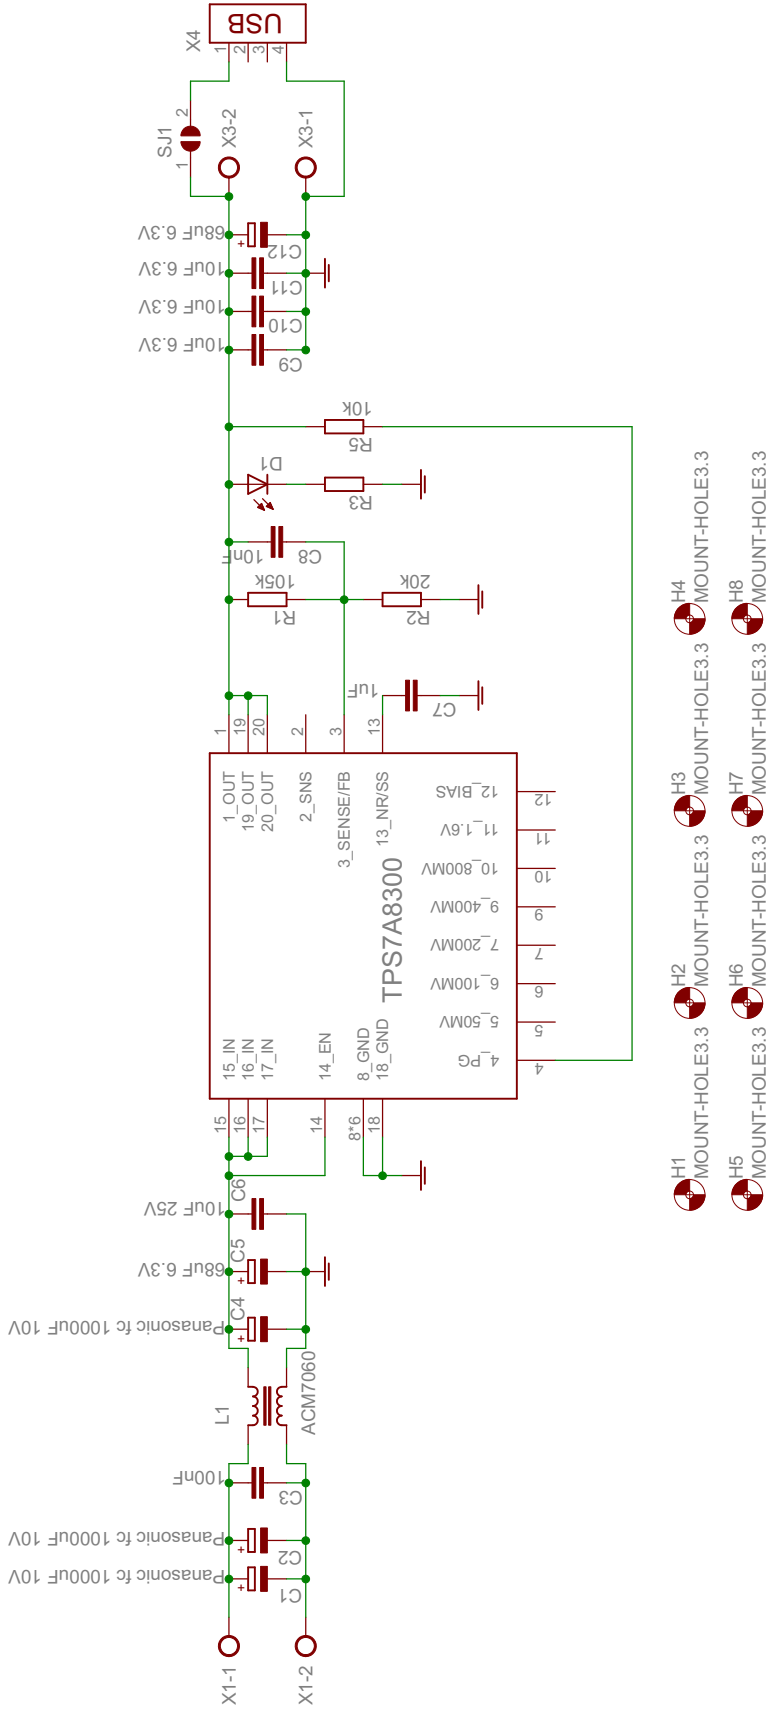 USB
X4
1
2
3
4
SJ1
1
2
X3-2
X3-1
68uF 6.3V
C12
10uF 6.3V
C11
10uF 6.3V
C10
10uF 6.3V
C9
10k
R5
D1
R3
10nF
C8
105k
R1
20k
R2
1uF
C7
1
19
20
2
3
13
1_OUT
19_OUT
20_OUT
2_SNS
3_SENSE/FB
13_NR/SS
TPS7A8300
12_BIAS
12
11_1.6V
11
10_800MV
10
9_400MV
9
7_200MV
7
6_100MV
6
5_50MV
5
4_PG
4
15_IN
16_IN
17_IN
14_EN
8_GND
18_GND
15
16
17
14
8*6
18
10uF 25V
C6
68uF 6.3V
C5
Panasonic fc 1000uF 10V
C4
L1
ACM7060
100nF
C3
Panasonic fc 1000uF 10V
C2
Panasonic fc 1000uF 10V
C1
X1-1
X1-2
H1
MOUNT-HOLE3.3
H2
MOUNT-HOLE3.3
H3
MOUNT-HOLE3.3
H4
MOUNT-HOLE3.3
H5
MOUNT-HOLE3.3
H6
MOUNT-HOLE3.3
H7
MOUNT-HOLE3.3
H8
MOUNT-HOLE3.3